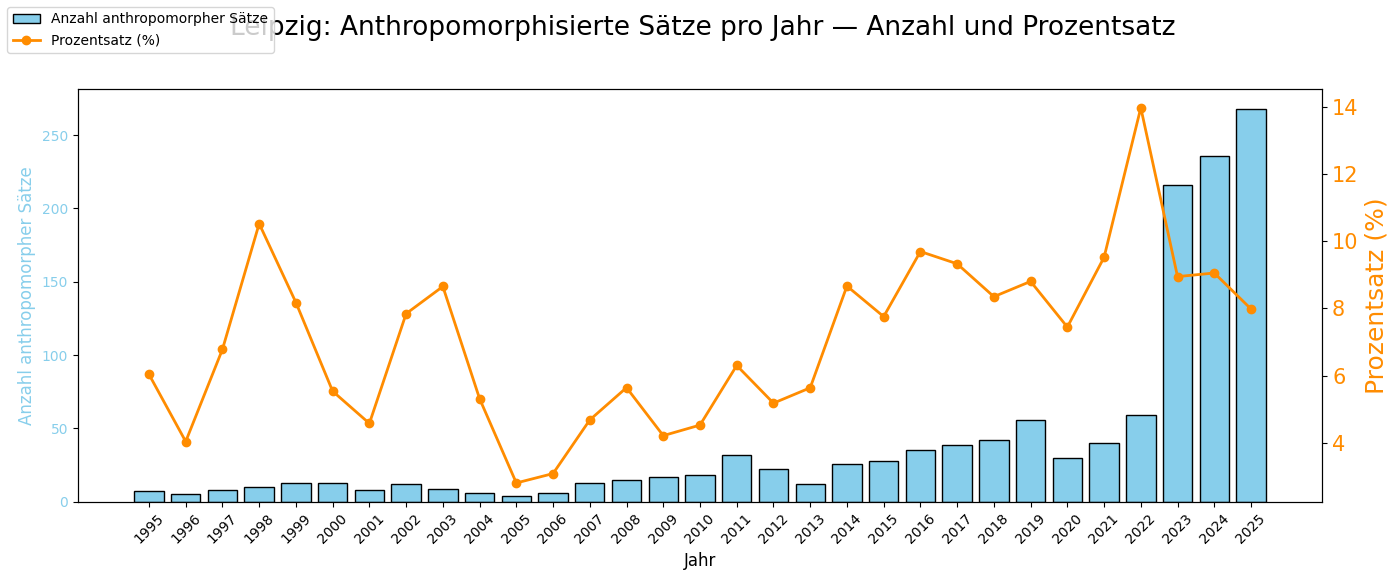 Leipzig: Anthropomorphisierte Sätze pro Jahr — Anzahl und Prozentsatz
Anzahl anthropomorpher Sätze
Prozentsatz (%)
Anzahl anthropomorpher Sätze
250
200
150
100
50
0
14
12
10
8
6
4
Prozentsatz (%)
1995 1996 1997 1998 1999 2000 2001 2002 2003 2004 2005 2006 2007 2008 2009 2010 2011 2012 2013 2014 2015 2016 2017 2018 2019 2020 2021 2022 2023 2024 2025
Jahr